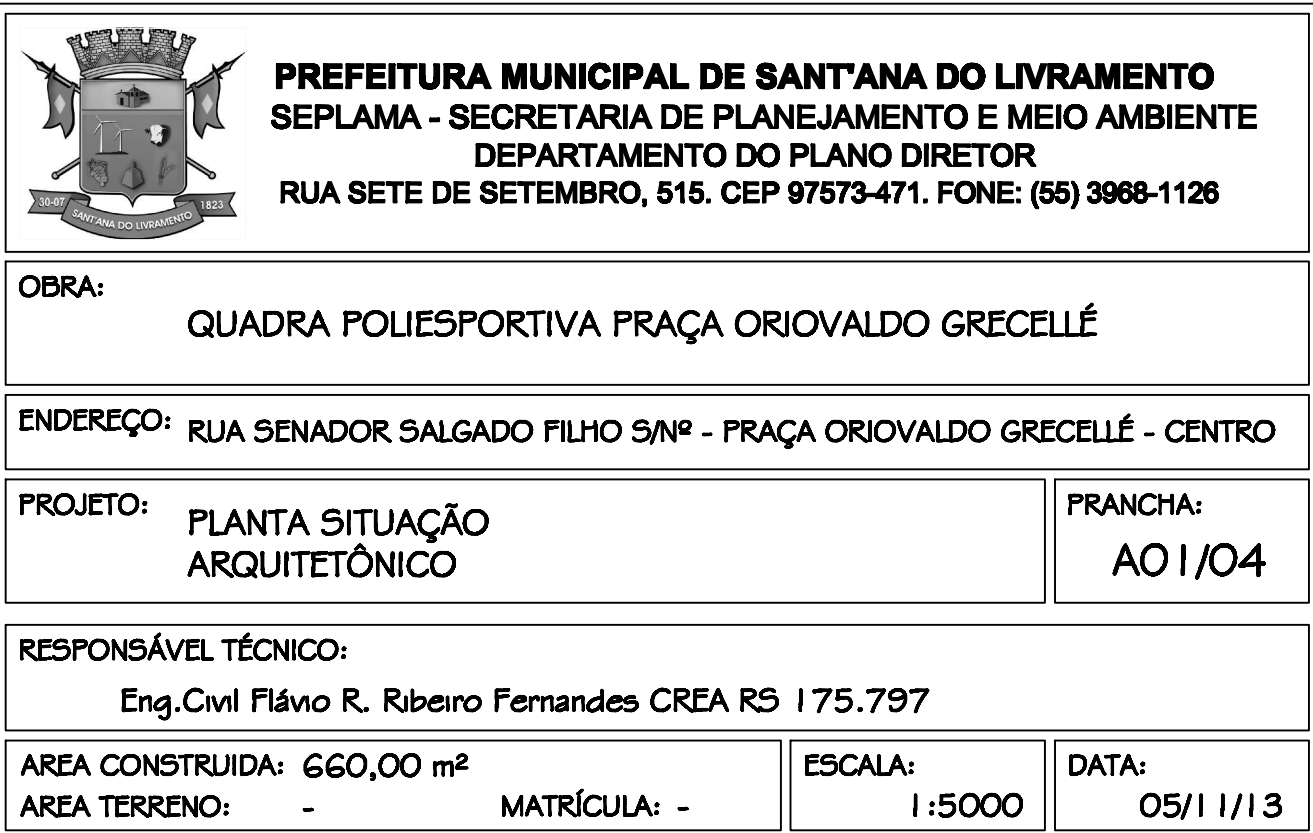 PREFEITURA MUNICIPAL DE SANT'ANA DO LIVRAMENTO
SEPLAMA - SECRETARIA DE PLANEJAMENTO E MEIO AMBIENTE
DEPARTAMENTO DO PLANO DIRETOR
RUA SETE DE SETEMBRO, 515. CEP 97573-471. FONE: (55) 3968-1126
30-07 SANT'ANA DO LIVRAMENTO 1823
OBRA:
QUADRA POLIESPORTIVA PRAÇA ORIOVALDO GRECELLÉ
ENDEREÇO: RUA SENADOR SALGADO FILHO S/Nº - PRAÇA ORIOVALDO GRECELLÉ - CENTRO
PROJETO:
PLANTA SITUAÇÃO
ARQUITETÔNICO
PRANCHA:
A01/04
RESPONSÁVEL TÉCNICO:
Eng.Civil Flávio R. Ribeiro Fernandes CREA RS 175.797
AREA CONSTRUIDA: 660,00 m²
AREA TERRENO: - MATRÍCULA: -
ESCALA:
1:5000
DATA:
05/11/13